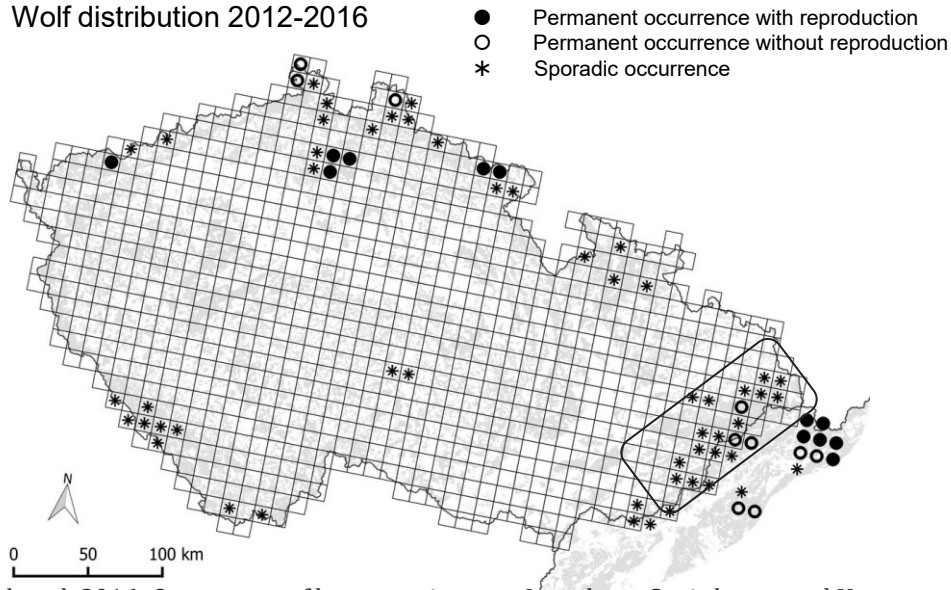 Wolf distribution 2012-2016
Permanent occurrence with reproduction
Permanent occurrence without reproduction
Sporadic occurrence
N
0 50 100 km